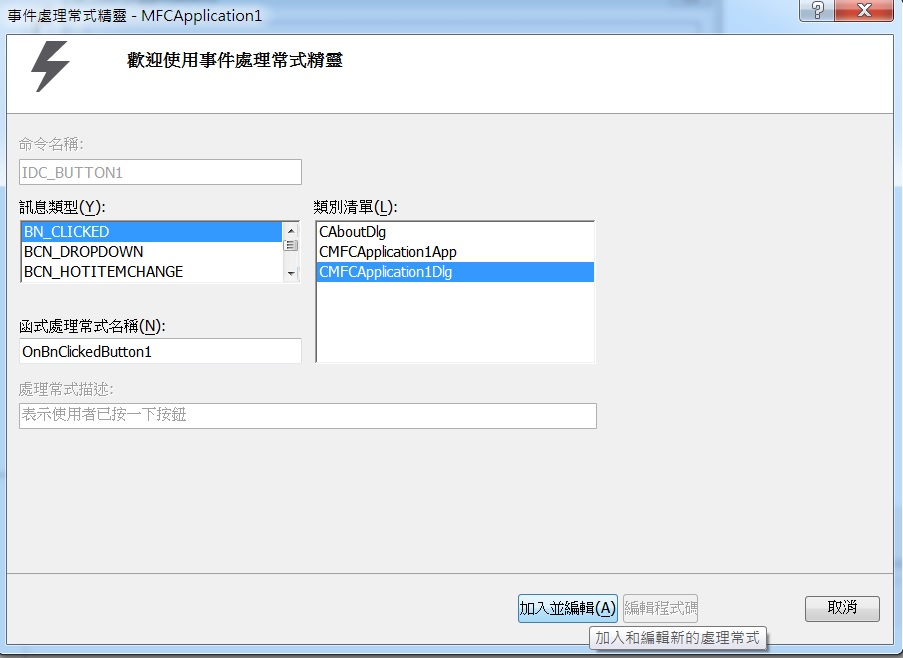 事件處理常式精靈 - MFCApplication1
歡迎使用事件處理常式精靈
命令名稱:
IDC_BUTTON1
訊息類型(Y):
BN_CLICKED
BCN_DROPDOWN
BCN_HOTITEMCHANGE
類別清單(L):
CAboutDlg
CMFCApplication1App
CMFCApplication1Dlg
函式處理常式名稱(N):
OnBnClickedButton1
處理常式描述:
表示使用者已按一下按鈕
加入並編輯(A)
編輯程式碼
取消
加入和編輯新的處理常式